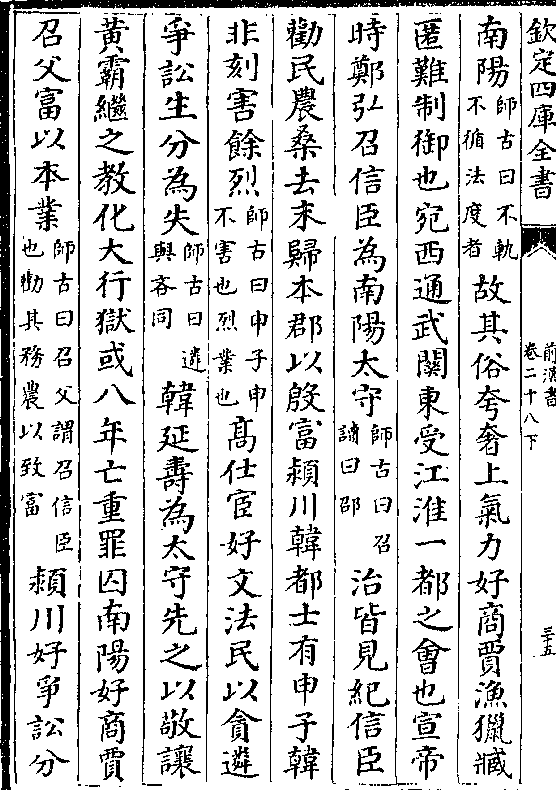 欽定四庫全書
前漢書
卷二十八下
三十五
南陽師古曰不軌不循法度者故其俗夸奢上氣力好商賈漁獵臧
匿難制御也宛西通武關東受江淮一都之會也宣帝
時鄭弘召信臣為南陽太守師古曰召讀曰邵治皆見紀信臣
勸民農桑去末歸本郡以殷富潁川韓都士有申子韓
非刻害餘烈師古曰申子申不害也烈業也高仕宦好文法民以貪遴
爭訟生分為失師古曰遴與吝同韓延壽為太守先之以敬讓
黃霸繼之教化大行獄或八年亡重罪囚南陽好商賈
召父富以本業師古曰召父謂召信臣也勸其務農以致富潁川好爭訟分